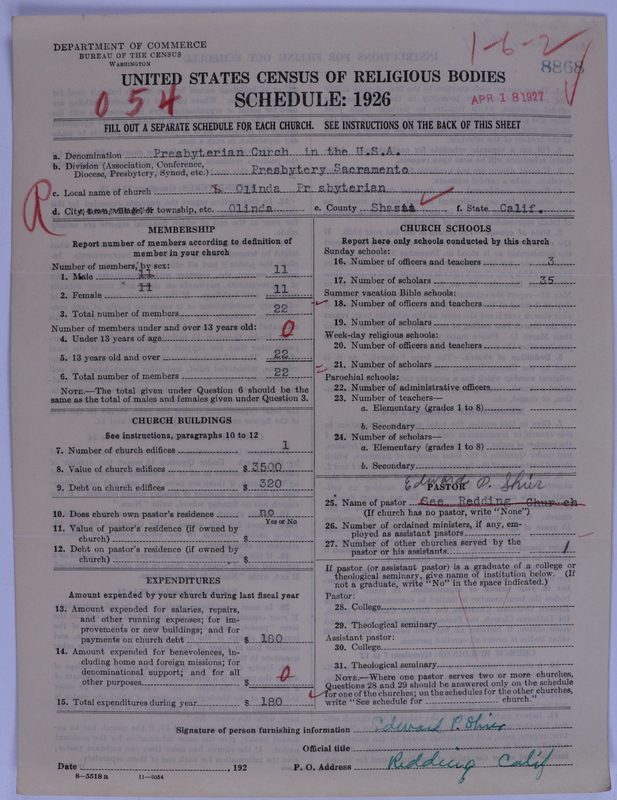 DEPARTMENT OF COMMERCE
BUREAU OF THE CENSUS
WASHINGTON
1-6-2
8868
UNITED STATES CENSUS OF RELIGIOUS BODIES
054
SCHEDULE: 1926
APR 18 1927
FILL OUT A SEPARATE SCHEDULE FOR EACH CHURCH. SEE INSTRUCTIONS ON THE BACK OF THIS SHEET
a. Denomination Presbyterian Curch in the U.S.A.
b. Division (Association, Conference, Diocese, Presbytery, Synod, etc.) Presbytery Sacramento
c. Local name of church Olinda Pr sbyterian
R
d. City, town, village, or township, etc. Olinda e. County Shasta f. State Calif.
MEMBERSHIP
Report number of members according to definition of
member in your church
Number of members, by sex:
1. Male 11 11
2. Female 11 11
3. Total number of members 22
Number of members under and over 13 years old:
4. Under 13 years of age 0
5. 13 years old and over 22
6. Total number of members 22
NOTE.—The total given under Question 6 should be the
same as the total of males and females given under Question 3.
CHURCH BUILDINGS
See instructions, paragraphs 10 to 12
7. Number of church edifices 1
8. Value of church edifices $ 3500
9. Debt on church edifices $ 320
10. Does church own pastor's residence no
Yes or No
11. Value of pastor's residence (if owned by
church) $
12. Debt on pastor's residence (if owned by
church) $
EXPENDITURES
Amount expended by your church during last fiscal year
13. Amount expended for salaries, repairs,
and other running expenses; for im-
provements or new buildings; and for
payments on church debt $ 180
14. Amount expended for benevolences, in-
cluding home and foreign missions; for
denominational support; and for all
other purposes $ 0
15. Total expenditures during year $ 180
CHURCH SCHOOLS
Report here only schools conducted by this church
Sunday schools:
16. Number of officers and teachers 3
17. Number of scholars 35
Summer vacation Bible schools:
18. Number of officers and teachers
19. Number of scholars
Week-day religious schools:
20. Number of officers and teachers
21. Number of scholars
Parochial schools:
22. Number of administrative officers
23. Number of teachers—
a. Elementary (grades 1 to 8)
b. Secondary
24. Number of scholars—
a. Elementary (grades 1 to 8)
b. Secondary
PASTOR
Edward P. Shier
25. Name of pastor See Redding Church
(If church has no pastor, write "None")
26. Number of ordained ministers, if any, em-
ployed as assistant pastors
27. Number of other churches served by the
pastor or his assistants 1
If pastor (or assistant pastor) is a graduate of a college or
theological seminary, give name of institution below. (If
not a graduate, write "No" in the space indicated.)
Pastor:
28. College
29. Theological seminary
Assistant pastor:
30. College
31. Theological seminary
NOTE.—Where one pastor serves two or more churches,
Questions 28 and 29 should be answered only on the schedule
for one of the churches; on the schedules for the other churches,
write "See schedule for church."
Signature of person furnishing information Edward P. Shier
Official title
Date , 192 P. O. Address Redding Calif
8—5518 a 11—9054